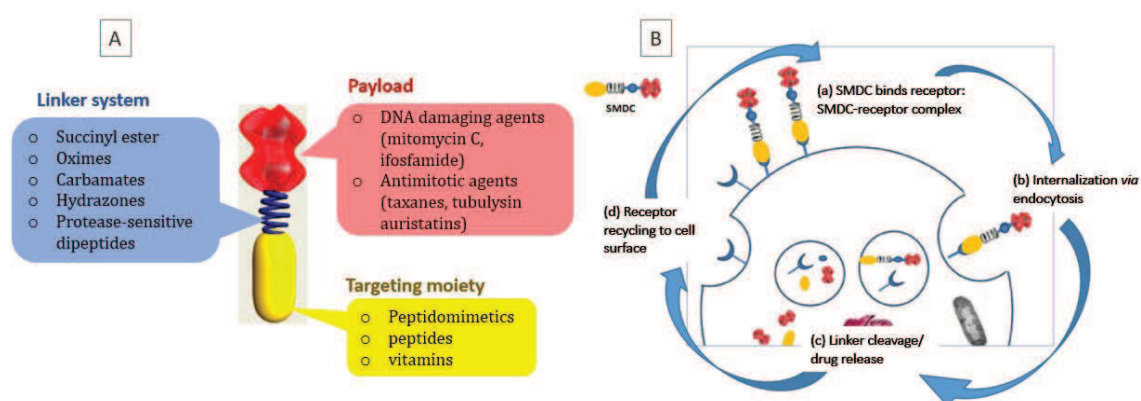 A
Linker system
o Succinyl ester
o Oximes
o Carbamates
o Hydrazones
o Protease-sensitive
dipeptides
Payload
o DNA damaging agents
(mitomycin C,
ifosfamide)
o Antimitotic agents
(taxanes, tubulysin
auristatins)
Targeting moiety
o Peptidomimetics
o peptides
o vitamins
B
SMDC
(a) SMDC binds receptor:
SMDC-receptor complex
(b) Internalization via
endocytosis
(c) Linker cleavage/
drug release
(d) Receptor
recycling to cell
surface